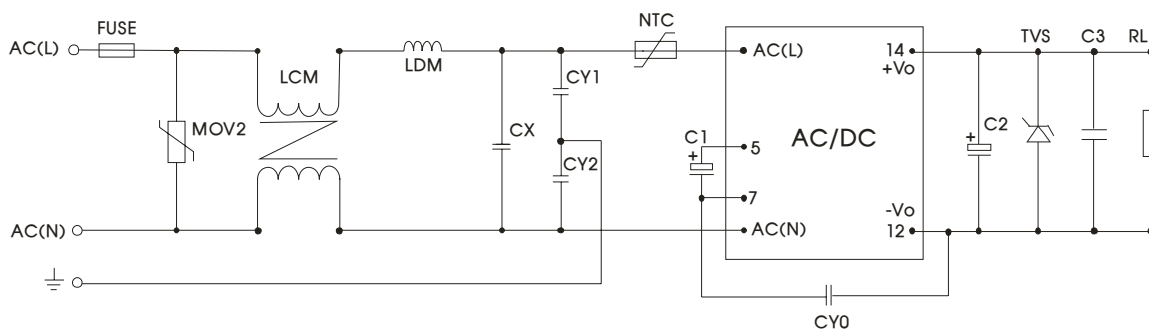 FUSE
NTC
AC(L)
LCM
LDM
CY1
AC(L)
14
+Vo
TVS
C3
RL
MOV2
CX
CY2
C1
+
5
AC/DC
C2
+
7
-Vo
AC(N)
AC(N)
12
CY0